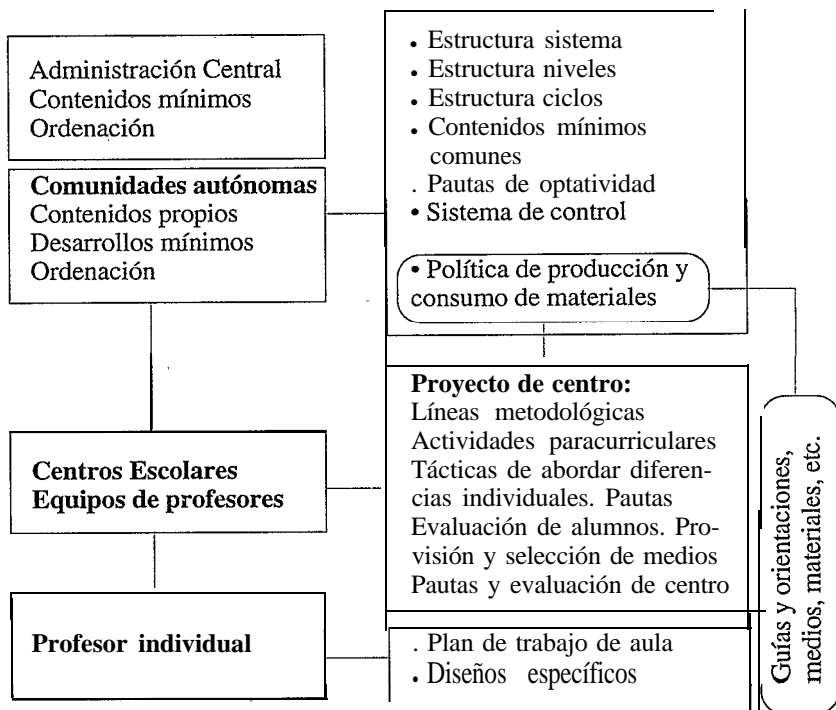 Administración Central
Contenidos mínimos
Ordenación
Comunidades autónomas
Contenidos propios
Desarrollos mínimos
Ordenación
• Estructura sistema
• Estructura niveles
• Estructura ciclos
• Contenidos mínimos
comunes
. Pautas de optatividad
• Sistema de control
• Política de producción y
consumo de materiales
Centros Escolares
Equipos de profesores
Proyecto de centro:
Líneas metodológicas
Actividades paracurriculares
Tácticas de abordar diferen-
cias individuales. Pautas
Evaluación de alumnos. Pro-
visión y selección de medios
Pautas y evaluación de centro
Profesor individual
. Plan de trabajo de aula
• Diseños específicos
Guías y orientaciones,
medios, materiales, etc.